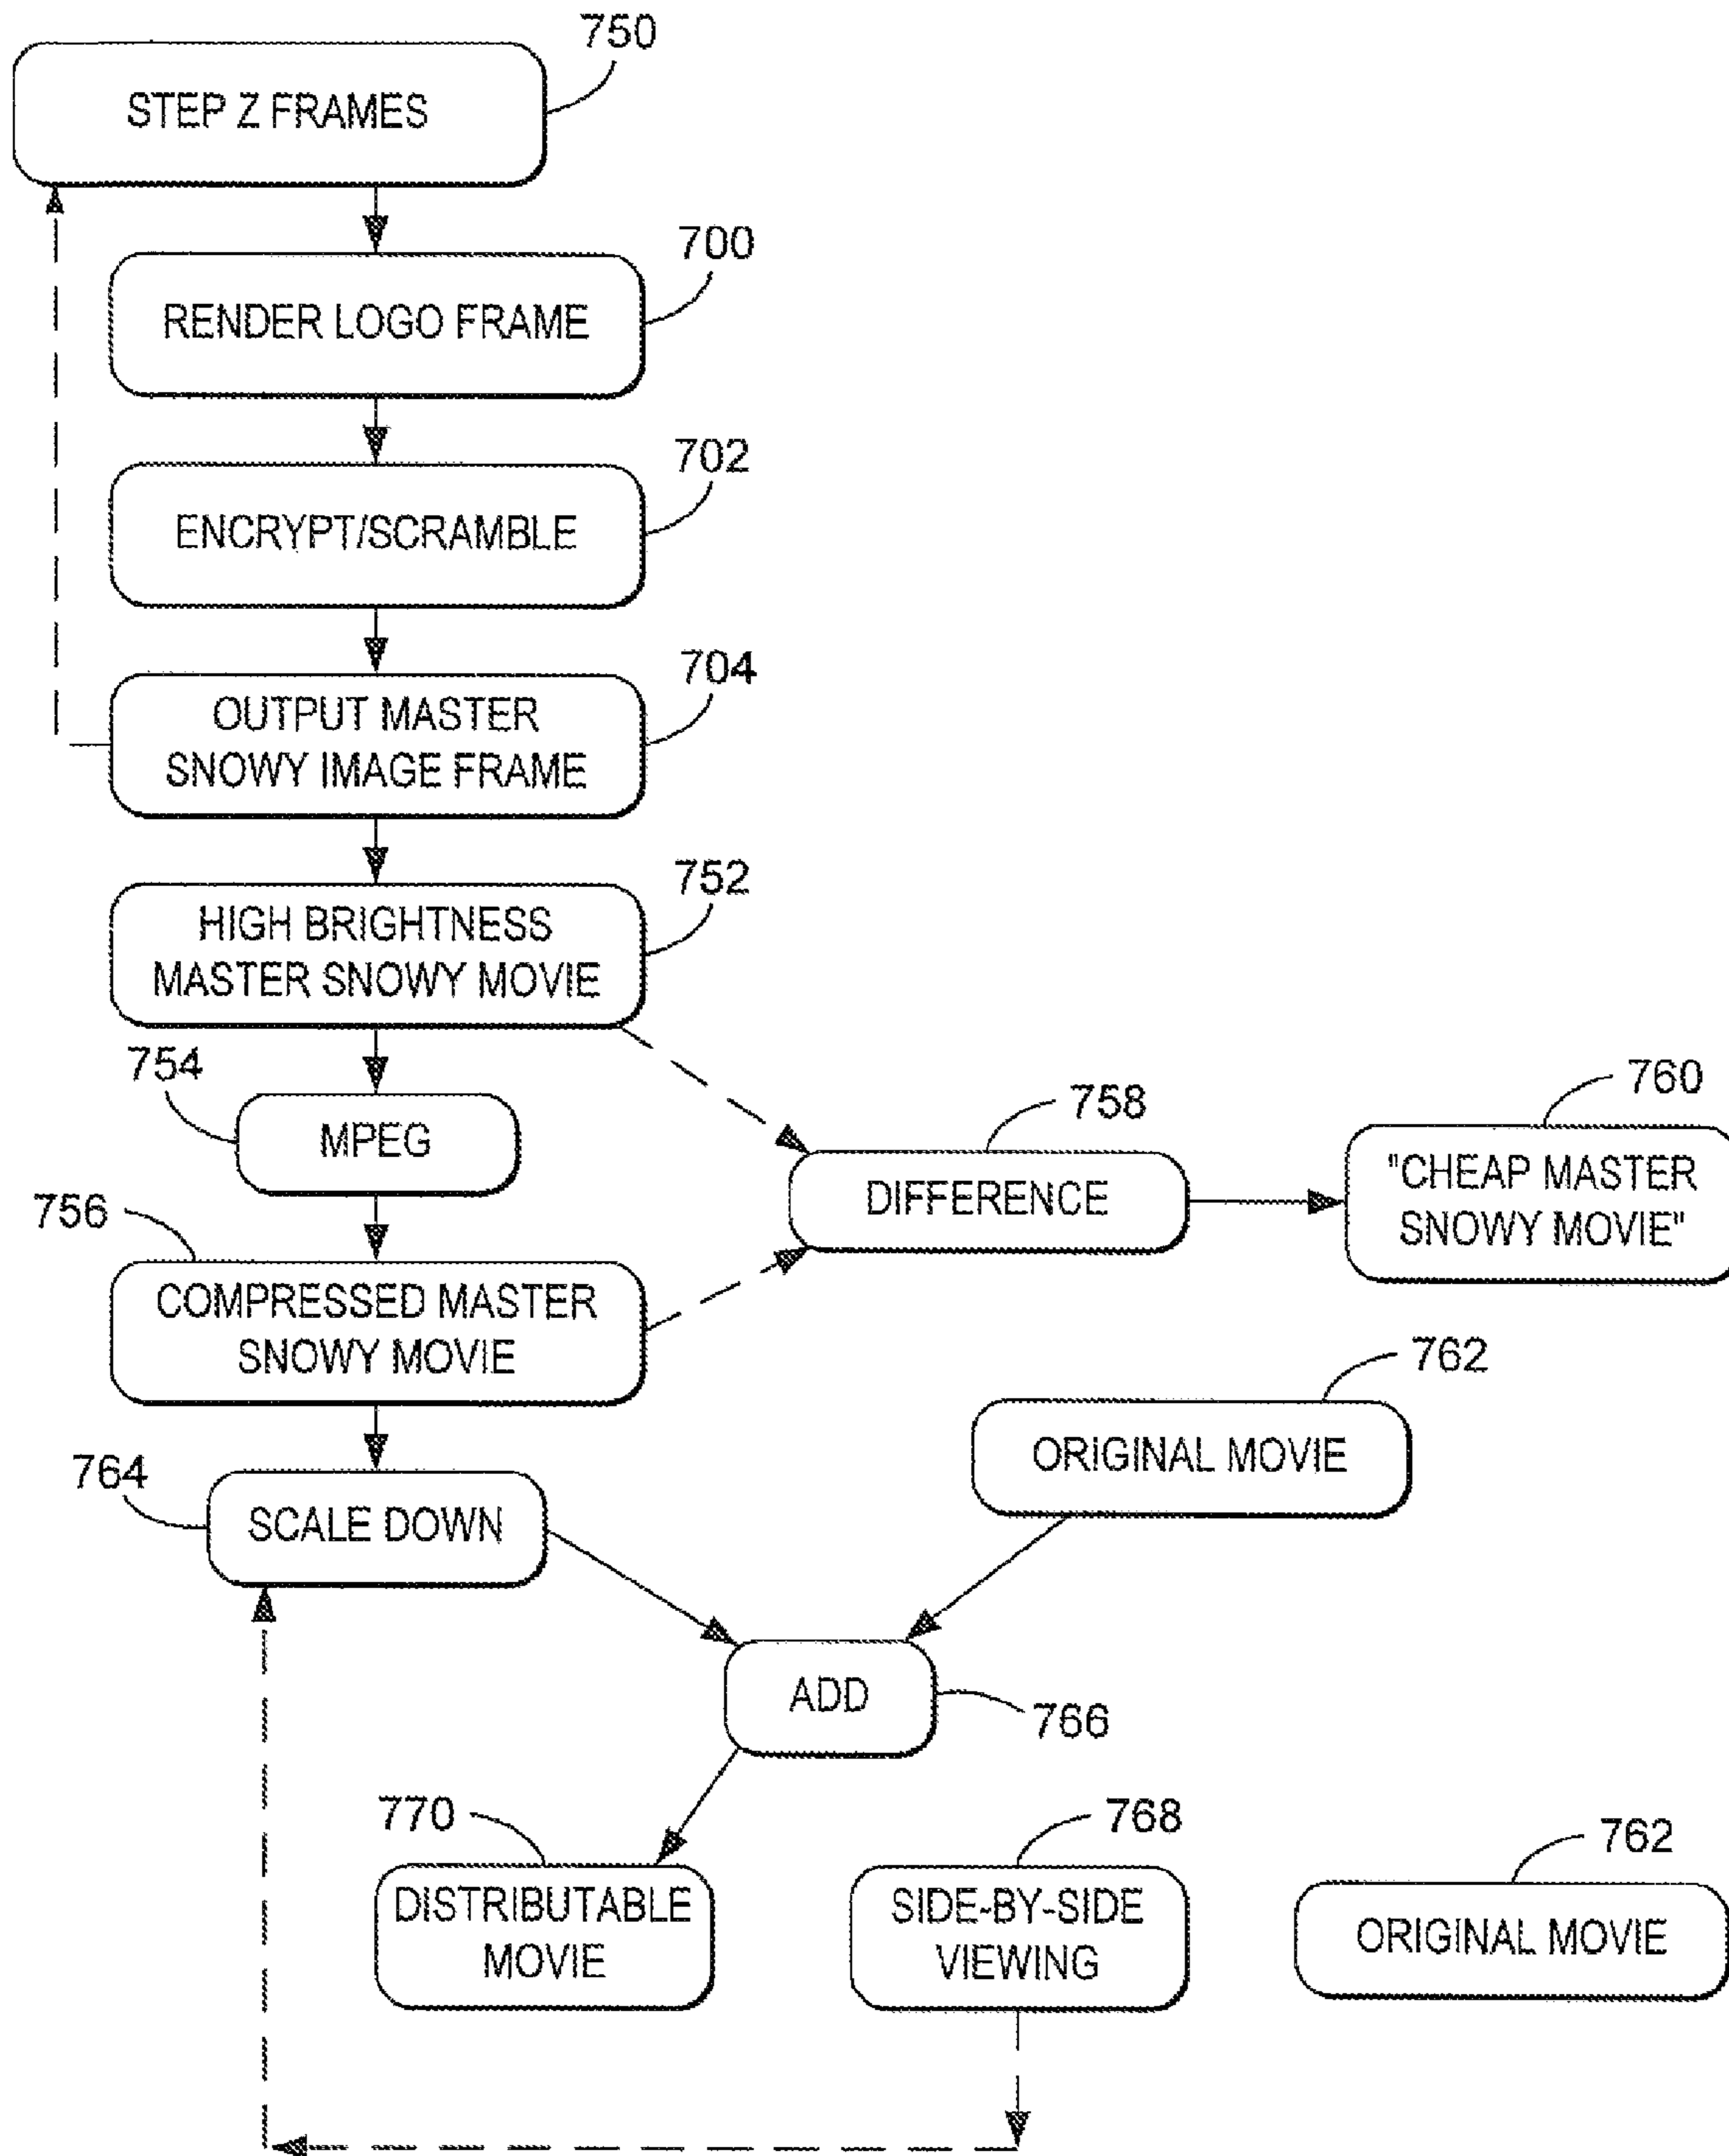 750
STEP Z FRAMES
700
RENDER LOGO FRAME
702
ENCRYPT/SCRAMBLE
704
OUTPUT MASTER
SNOWY IMAGE FRAME
752
HIGH BRIGHTNESS
MASTER SNOWY MOVIE
754
MPEG
758
DIFFERENCE
760
"CHEAP MASTER
SNOWY MOVIE"
756
COMPRESSED MASTER
SNOWY MOVIE
762
ORIGINAL MOVIE
764
SCALE DOWN
ADD
766
770
DISTRIBUTABLE
MOVIE
768
SIDE-BY-SIDE
VIEWING
762
ORIGINAL MOVIE